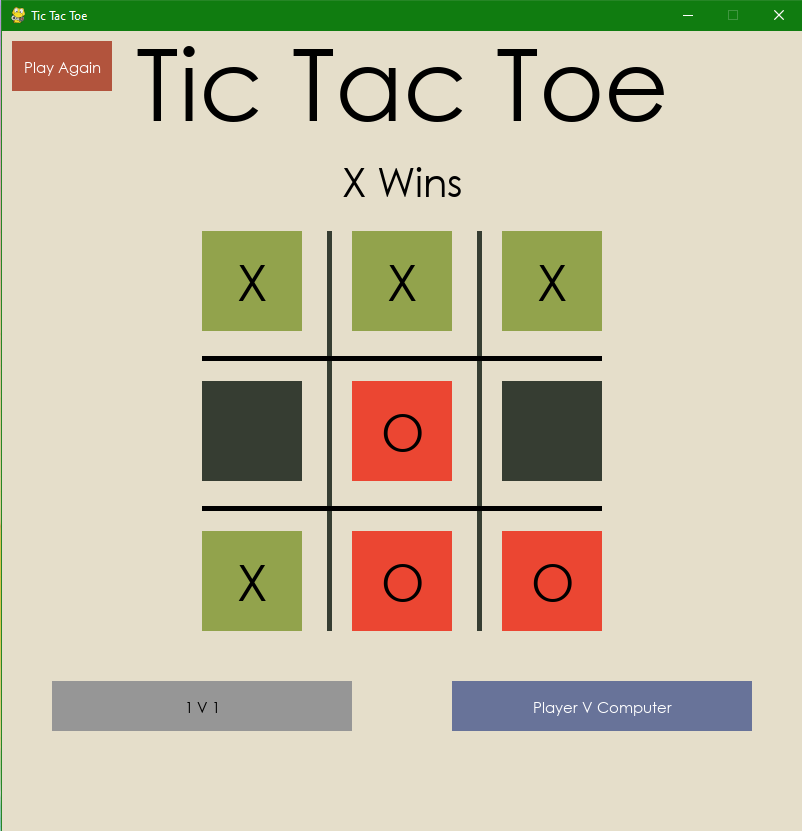 Tic Tac Toe
Play Again
Tic Tac Toe
X Wins
X X X
O
X O O
1 V 1
Player V Computer